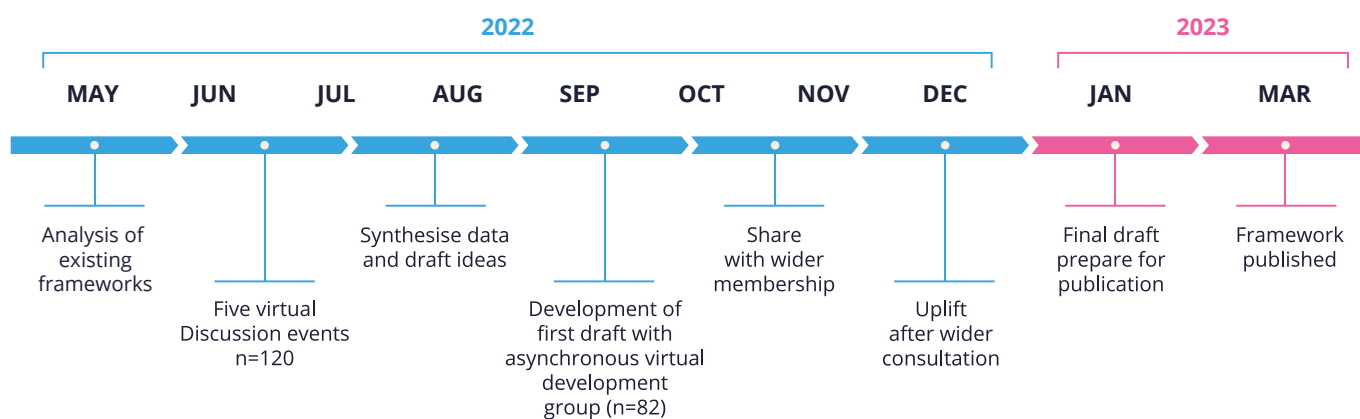 2022
2023
MAY JUN JUL AUG SEP OCT NOV DEC JAN MAR
Analysis of
existing
frameworks
Five virtual
Discussion events
n=120
Synthesise data
and draft ideas
Development of
first draft with
asynchronous virtual
development
group (n=82)
Share
with wider
membership
Uplift
after wider
consultation
Final draft
prepare for
publication
Framework
published